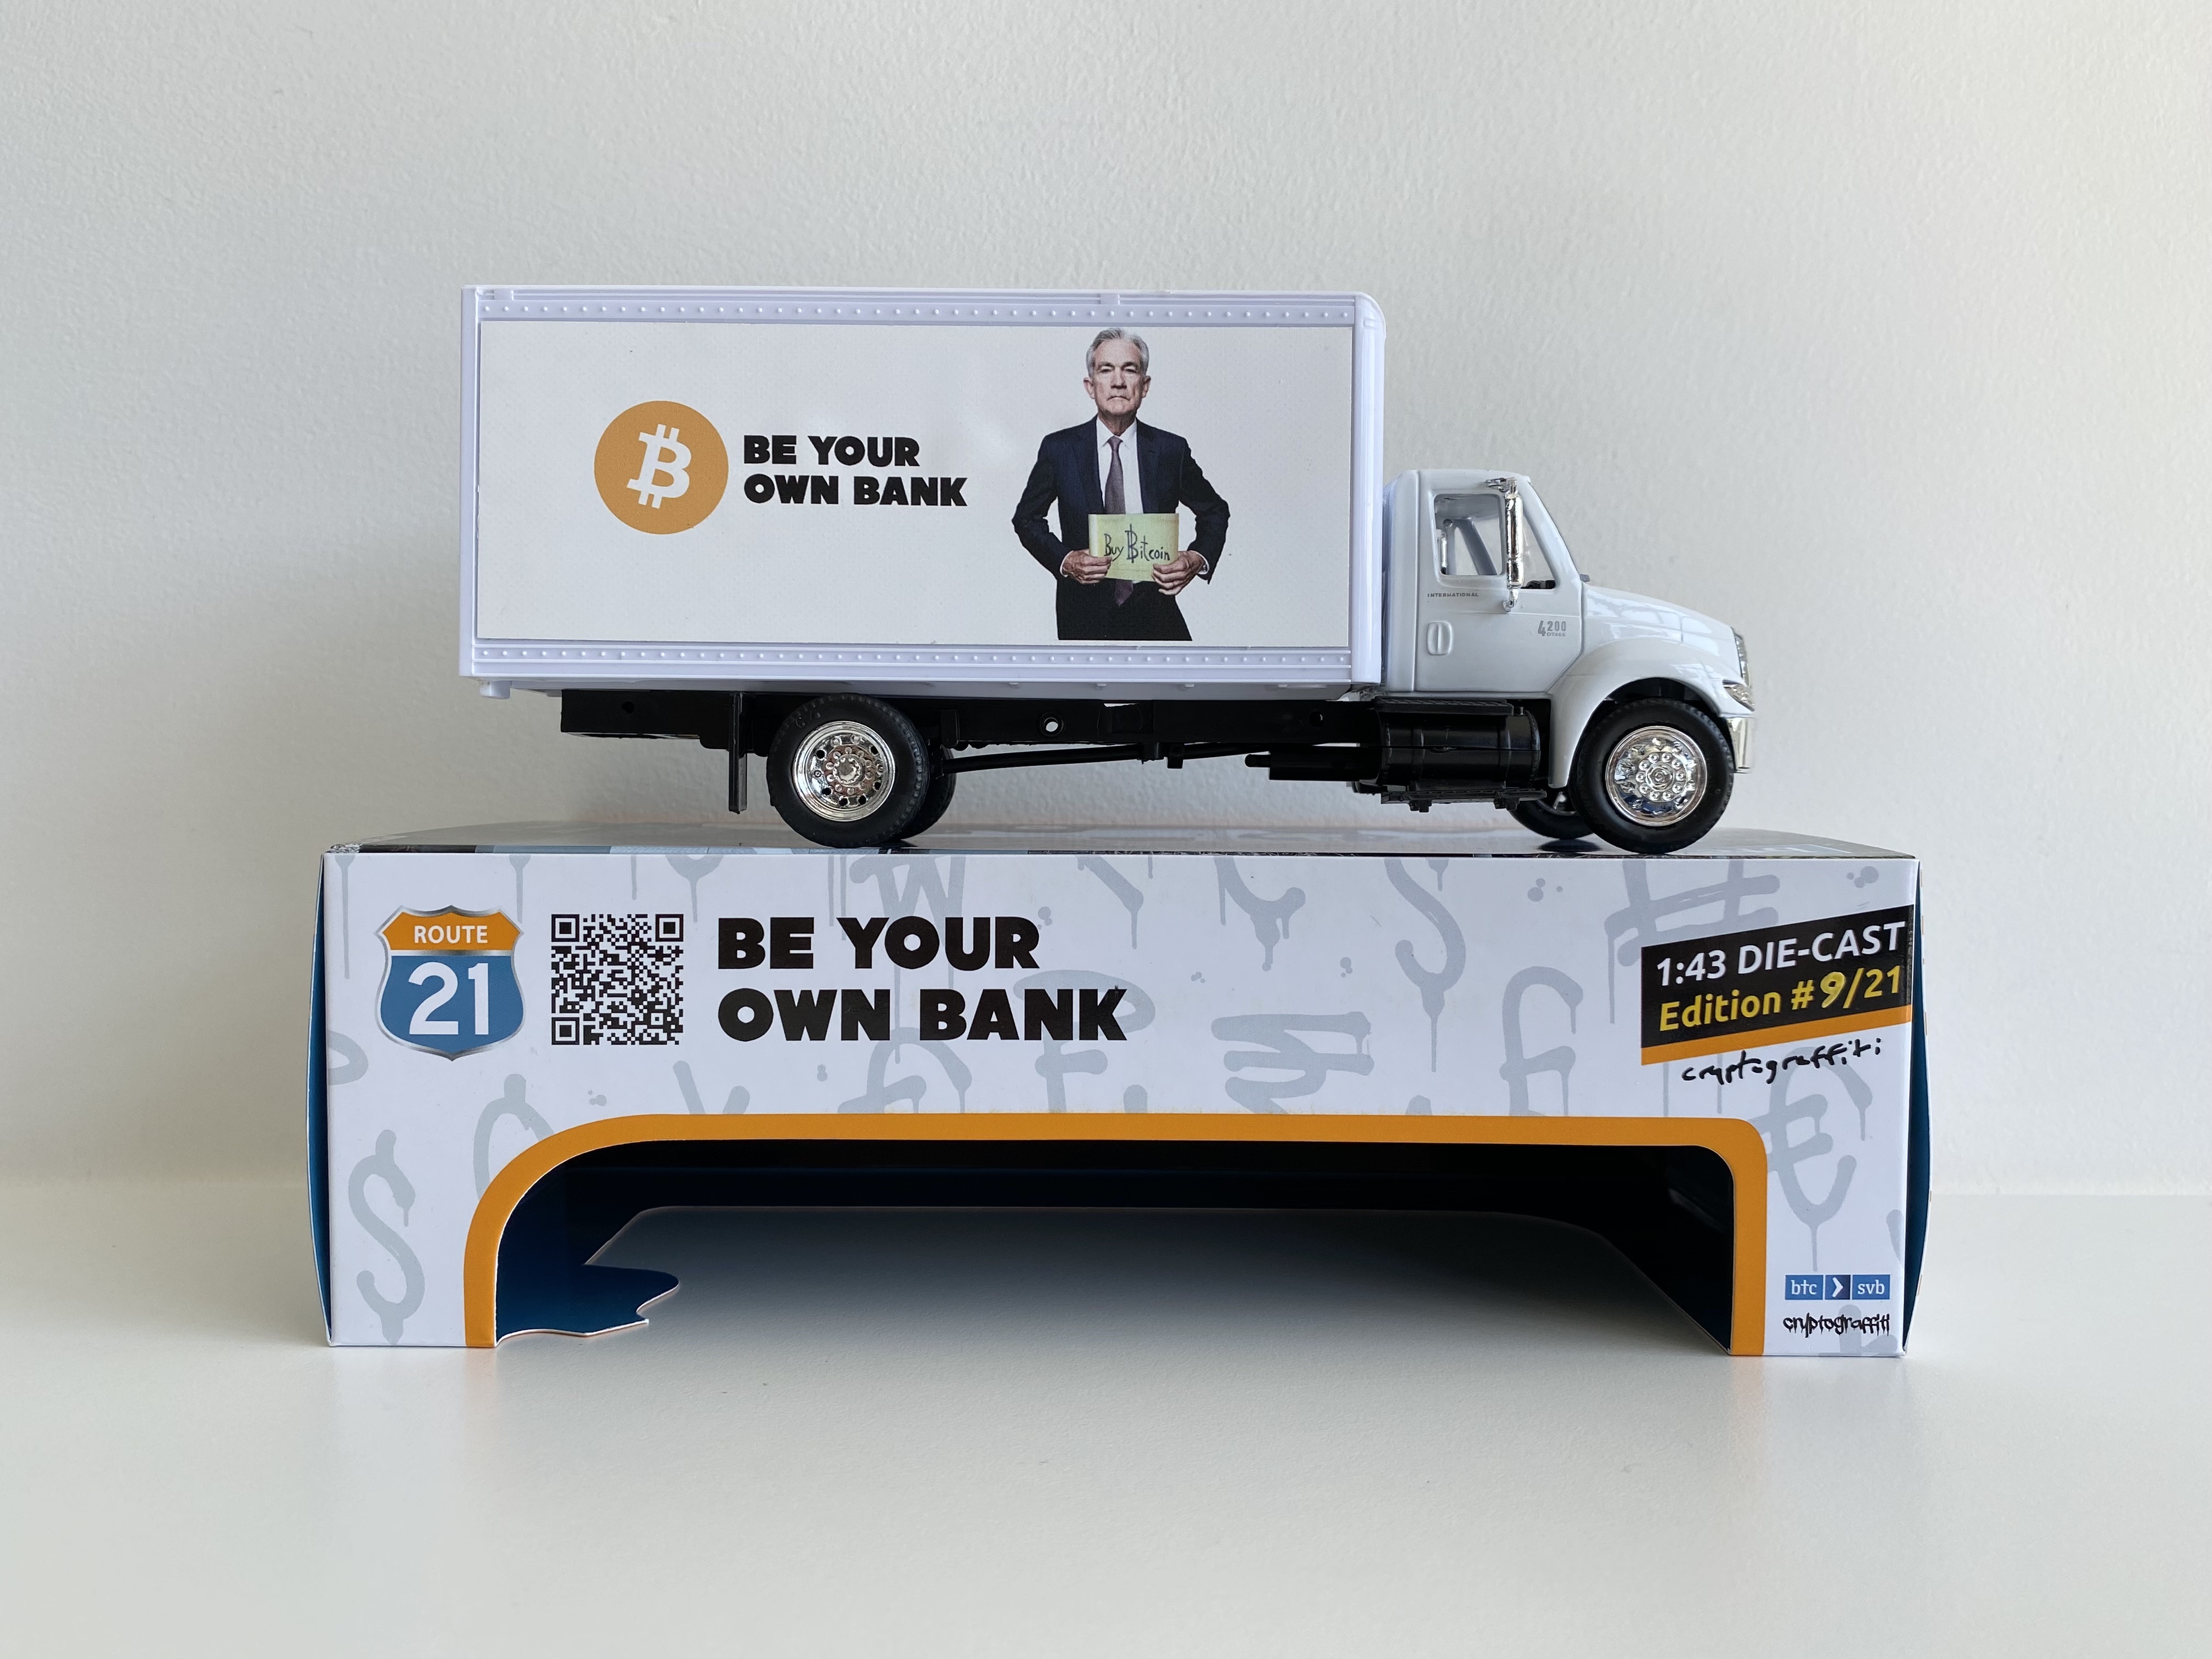 BE YOUR
OWN BANK
Buy Bitcoin
INTERNATIONAL
4200
ROUTE
21
BE YOUR
OWN BANK
1:43 DIE-CAST
Edition #9/21
cryptograffiti
btc svb
cryptograffiti